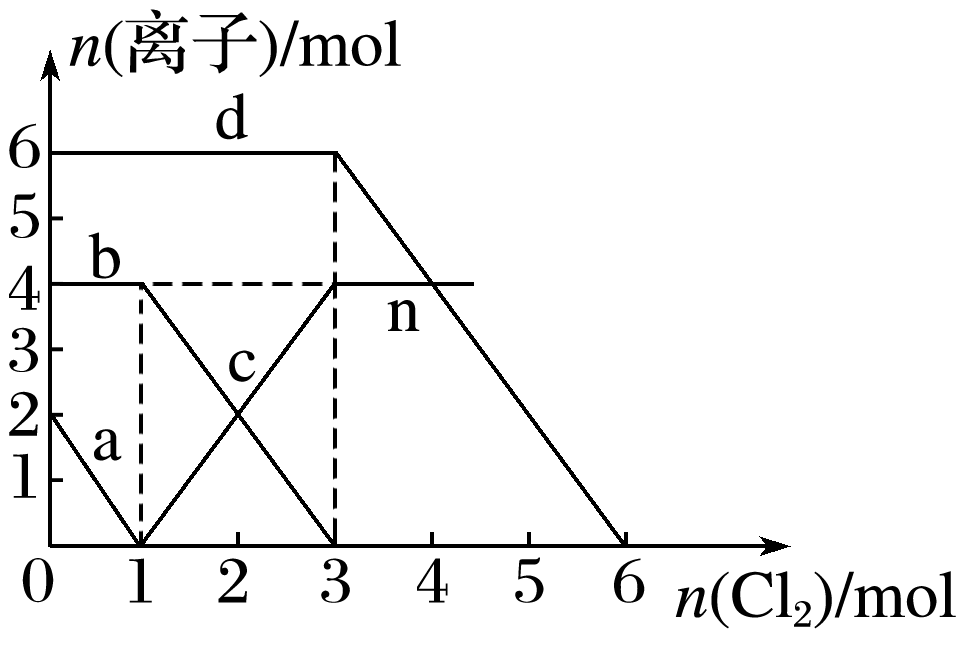 n(离子)/mol
d
6
5
b
4
n
3
c
2
a
1
0 1 2 3 4 5 6
n(Cl₂)/mol